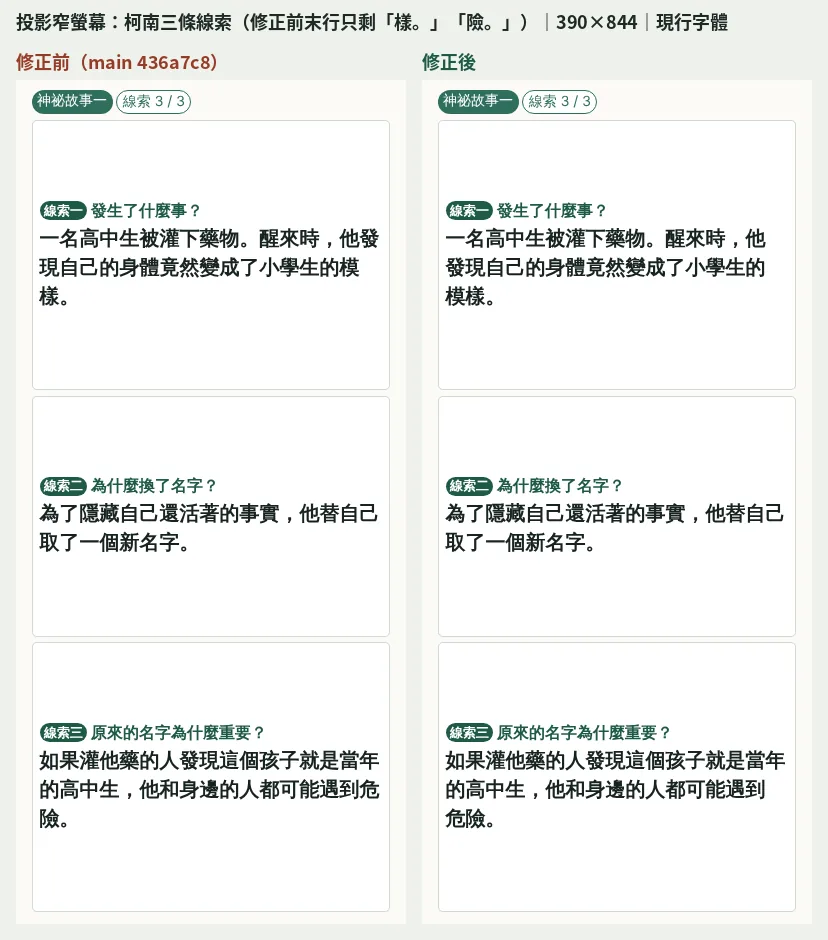 投影窄螢幕：柯南三條線索（修正前末行只剩「樣。」「險。」）｜390×844｜現行字體
修正前（main 436a7c8）
神祕故事一 線索 3 / 3
線索一 發生了什麼事？
一名高中生被灌下藥物。醒來時，他發
現自己的身體竟然變成了小學生的模
樣。
線索二 為什麼換了名字？
為了隱藏自己還活著的事實，他替自己
取了一個新名字。
線索三 原來的名字為什麼重要？
如果灌他藥的人發現這個孩子就是當年
的高中生，他和身邊的人都可能遇到危
險。
修正後
神祕故事一 線索 3 / 3
線索一 發生了什麼事？
一名高中生被灌下藥物。醒來時，他
發現自己的身體竟然變成了小學生的
模樣。
線索二 為什麼換了名字？
為了隱藏自己還活著的事實，他替自己
取了一個新名字。
線索三 原來的名字為什麼重要？
如果灌他藥的人發現這個孩子就是當年
的高中生，他和身邊的人都可能遇到
危險。